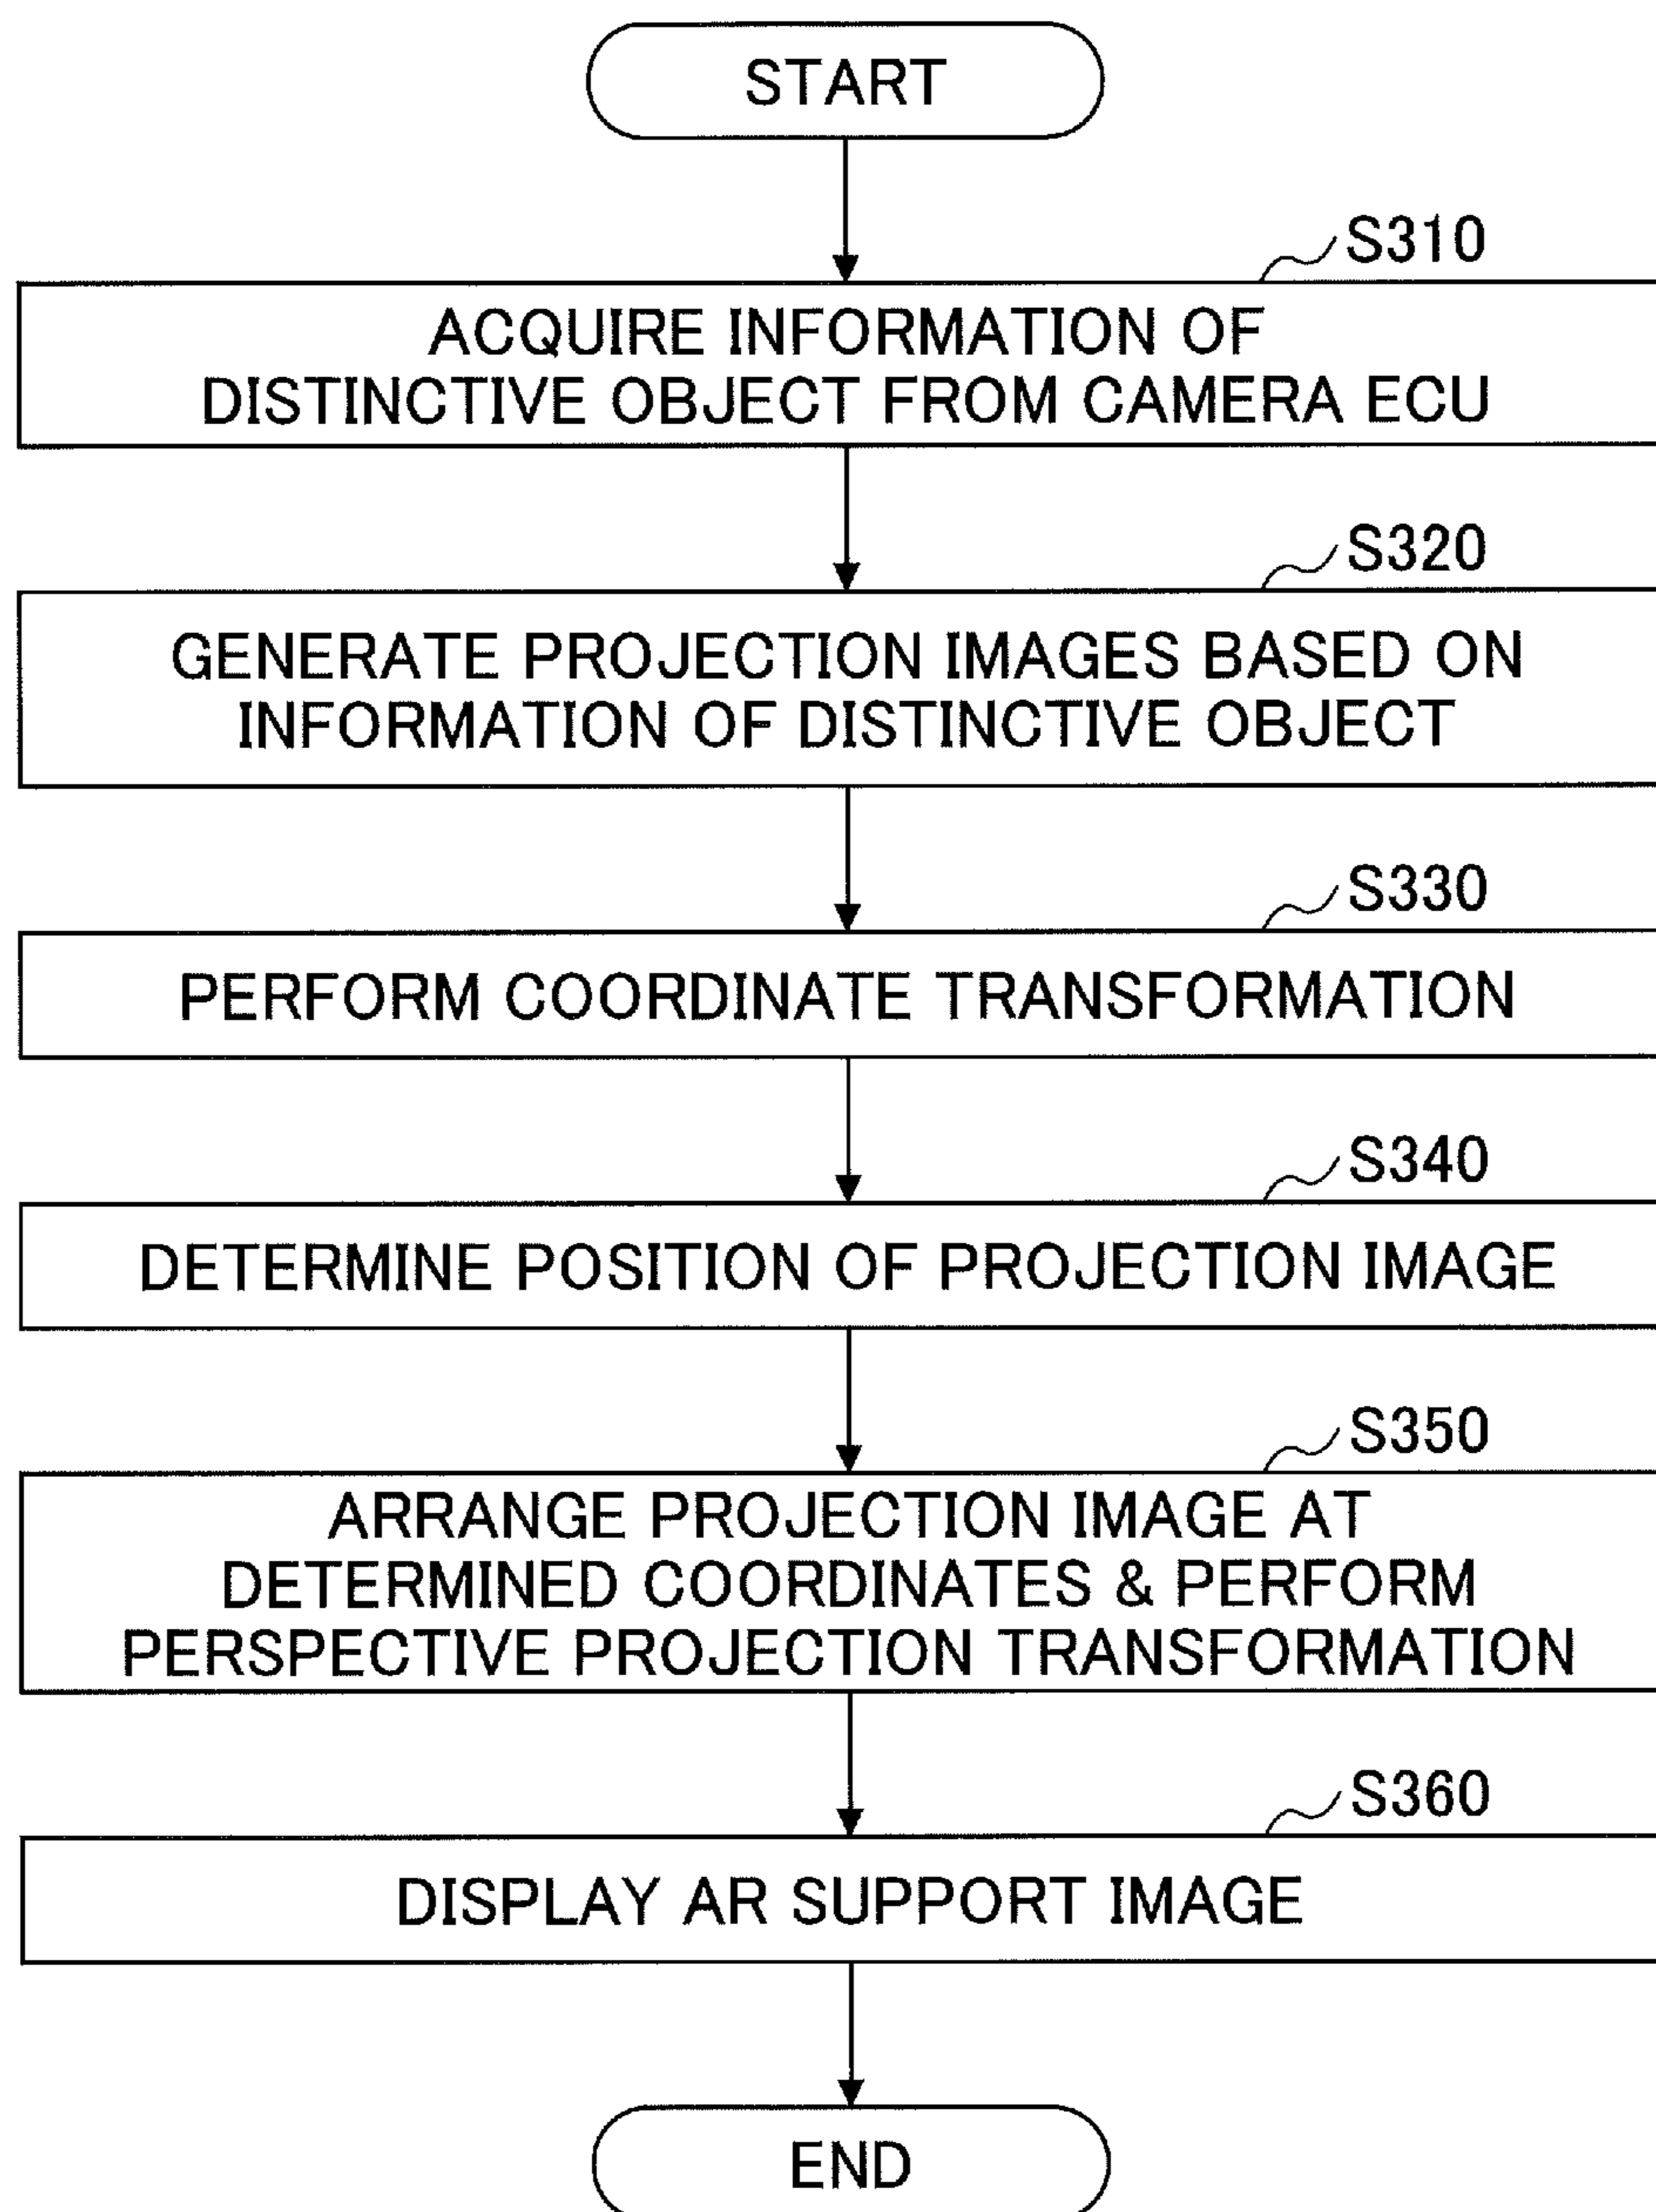 START
S310
ACQUIRE INFORMATION OF
DISTINCTIVE OBJECT FROM CAMERA ECU
S320
GENERATE PROJECTION IMAGES BASED ON
INFORMATION OF DISTINCTIVE OBJECT
S330
PERFORM COORDINATE TRANSFORMATION
S340
DETERMINE POSITION OF PROJECTION IMAGE
S350
ARRANGE PROJECTION IMAGE AT
DETERMINED COORDINATES & PERFORM
PERSPECTIVE PROJECTION TRANSFORMATION
S360
DISPLAY AR SUPPORT IMAGE
END